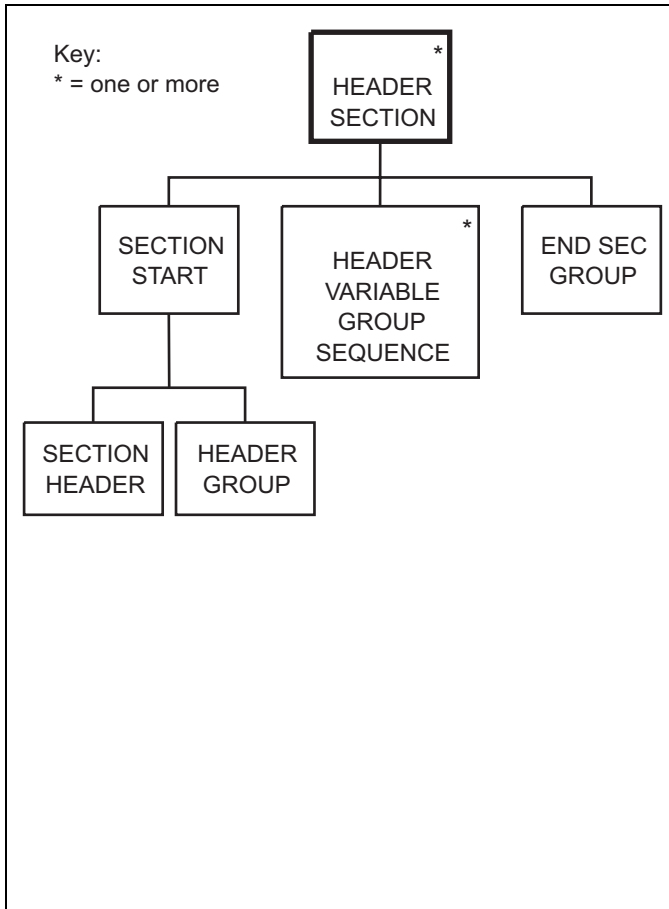 Key:
* = one or more
*
HEADER
SECTION
SECTION
START
*
HEADER
VARIABLE
GROUP
SEQUENCE
END SEC
GROUP
SECTION
HEADER
HEADER
GROUP